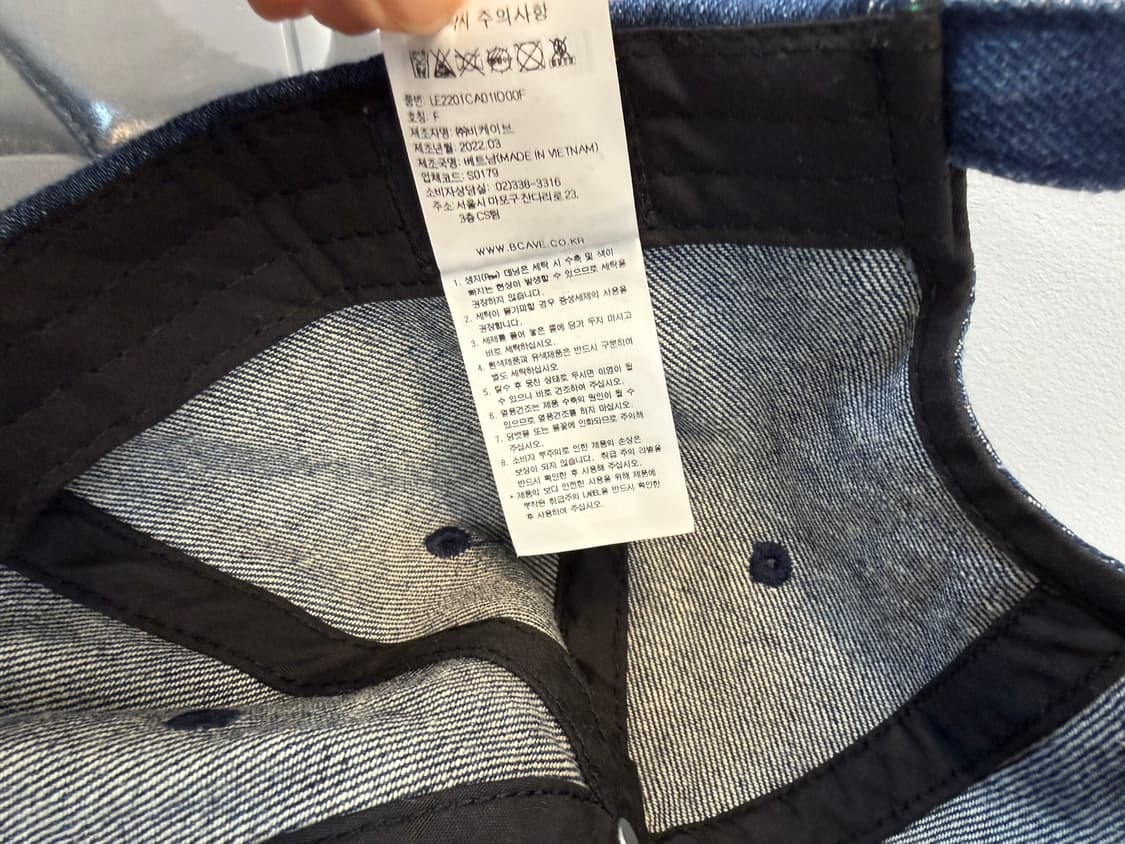 주의사항
품번: LE2201CA01ID00F
호칭: F
제조자명: ㈜비케이브
제조년월: 2022.03
제조국명: 베트남(MADE IN VIETNAM)
업체코드: S0179
소비자상담실: 02)338-3316
주소: 서울시 마포구 잔다리로 23,
3층 CS팀
WWW.BCAVE.CO.KR
1. 생지(Raw) 데님은 세탁 시 수축 및 색이
빠지는 현상이 발생할 수 있으므로 세탁을
권장하지 않습니다.
2. 세탁이 불가피할 경우 중성세제의 사용을
권장합니다.
3. 세제를 풀어 놓은 물에 담가 두지 마시고
바로 세탁하십시오.
4. 흰색제품과 유색제품은 반드시 구분하여
별도 세탁하십시오
5. 탈수 후 뭉친 상태로 두시면 이염이 될
수 있으니 바로 건조하여 주십시오.
6. 열풍건조는 제품 수축의 원인이 될 수
있으므로 열풍건조를 하지 마십시오.
7. 담뱃불 또는 불꽃에 인화되므로 주의해
주십시오.
8. 소비자 부주의로 인한 제품의 손상은
보상이 되지 않습니다. 취급 주의 라벨을
반드시 확인한 후 사용해 주십시오.
* 제품의 보다 안전한 사용을 위해 제품에
부착된 취급주의 LABEL을 반드시 확인한
후 사용하여 주십시오.